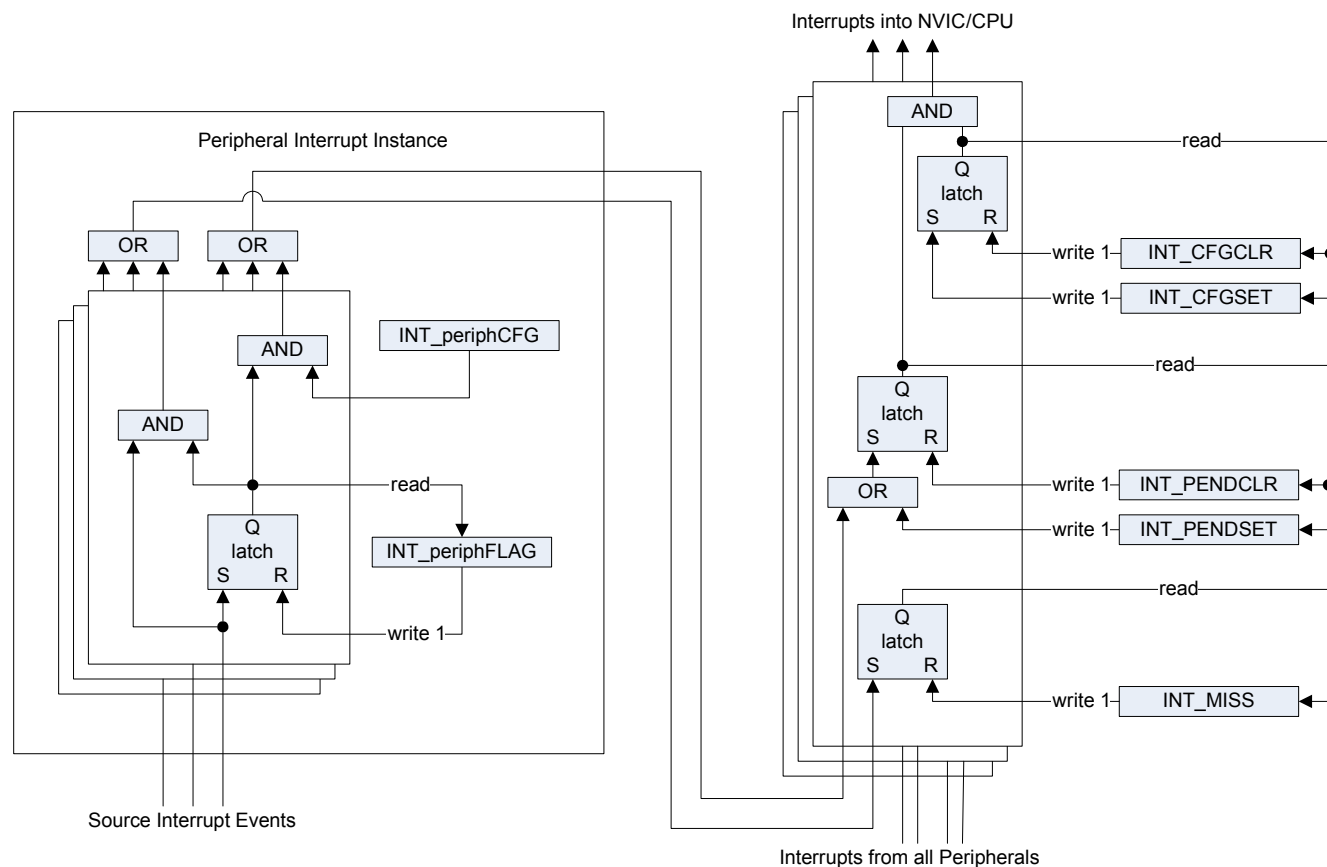 Interrupts into NVIC/CPU
Peripheral Interrupt Instance
OR
OR
AND
INT_periphCFG
AND
read
Q
latch
S R
INT_periphFLAG
write 1
Source Interrupt Events
AND
read
Q
latch
S R
write 1 INT_CFGCLR
write 1 INT_CFGSET
read
Q
latch
S R
OR
write 1 INT_PENDCLR
write 1 INT_PENDSET
read
Q
latch
S R
write 1 INT_MISS
Interrupts from all Peripherals